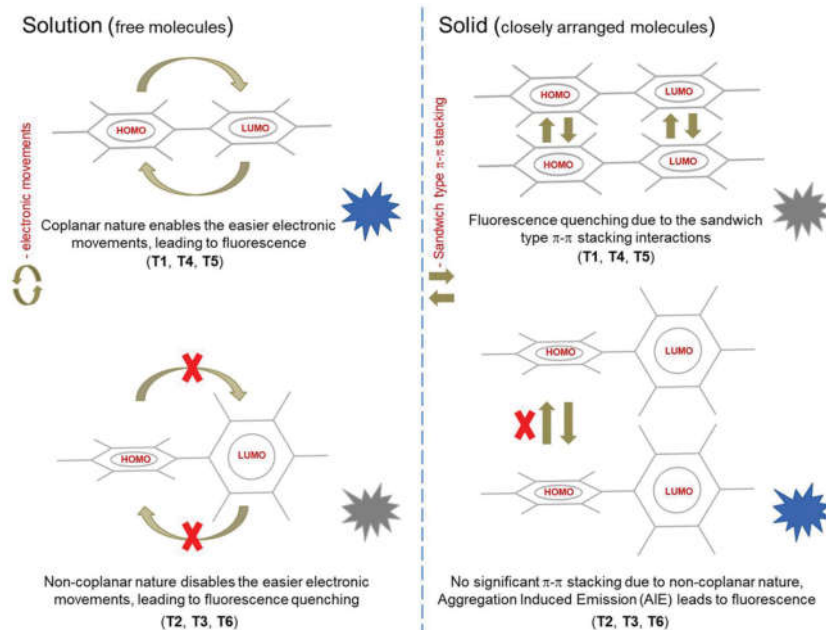 Solution (free molecules)
HOMO
LUMO
- electronic movements
Coplanar nature enables the easier electronic
movements, leading to fluorescence
(T1, T4, T5)
HOMO
LUMO
Non-coplanar nature disables the easier electronic
movements, leading to fluorescence quenching
(T2, T3, T6)
Solid (closely arranged molecules)
HOMO
LUMO
HOMO
LUMO
- Sandwich type π-π stacking
Fluorescence quenching due to the sandwich
type π-π stacking interactions
(T1, T4, T5)
HOMO
LUMO
X
HOMO
LUMO
No significant π-π stacking due to non-coplanar nature,
Aggregation Induced Emission (AIE) leads to fluorescence
(T2, T3, T6)